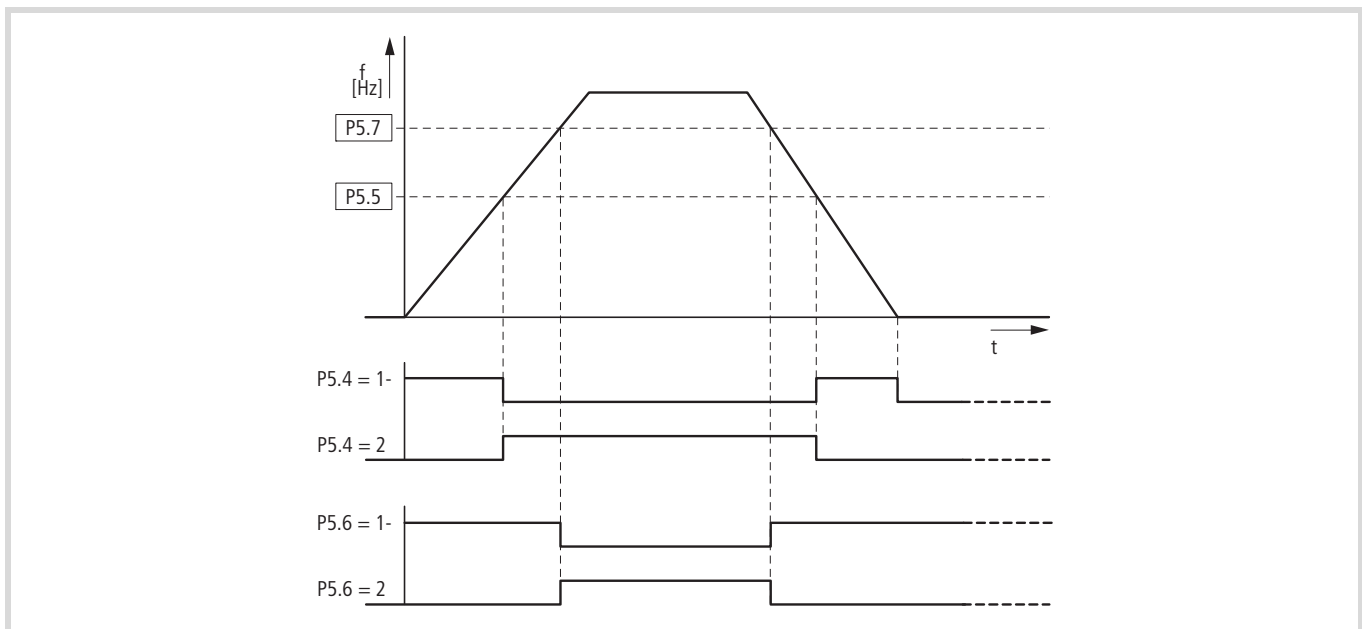 f
[Hz]
P5.7
P5.5
t
P5.4 = 1-
P5.4 = 2
P5.6 = 1-
P5.6 = 2